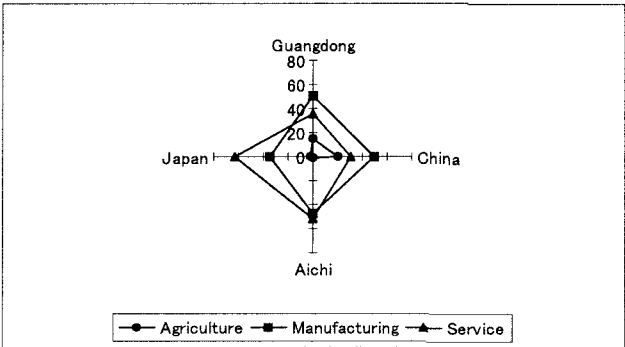 Guangdong
80
60
40
20
0
Japan
China
Aichi
Agriculture Manufacturing Service